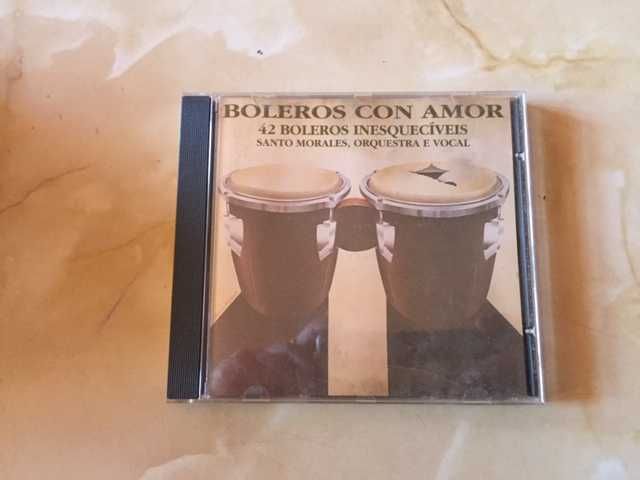 BOLEROS CON AMOR
42 BOLEROS INESQUECÍVEIS
SANTO MORALES, ORQUESTRA E VOCAL